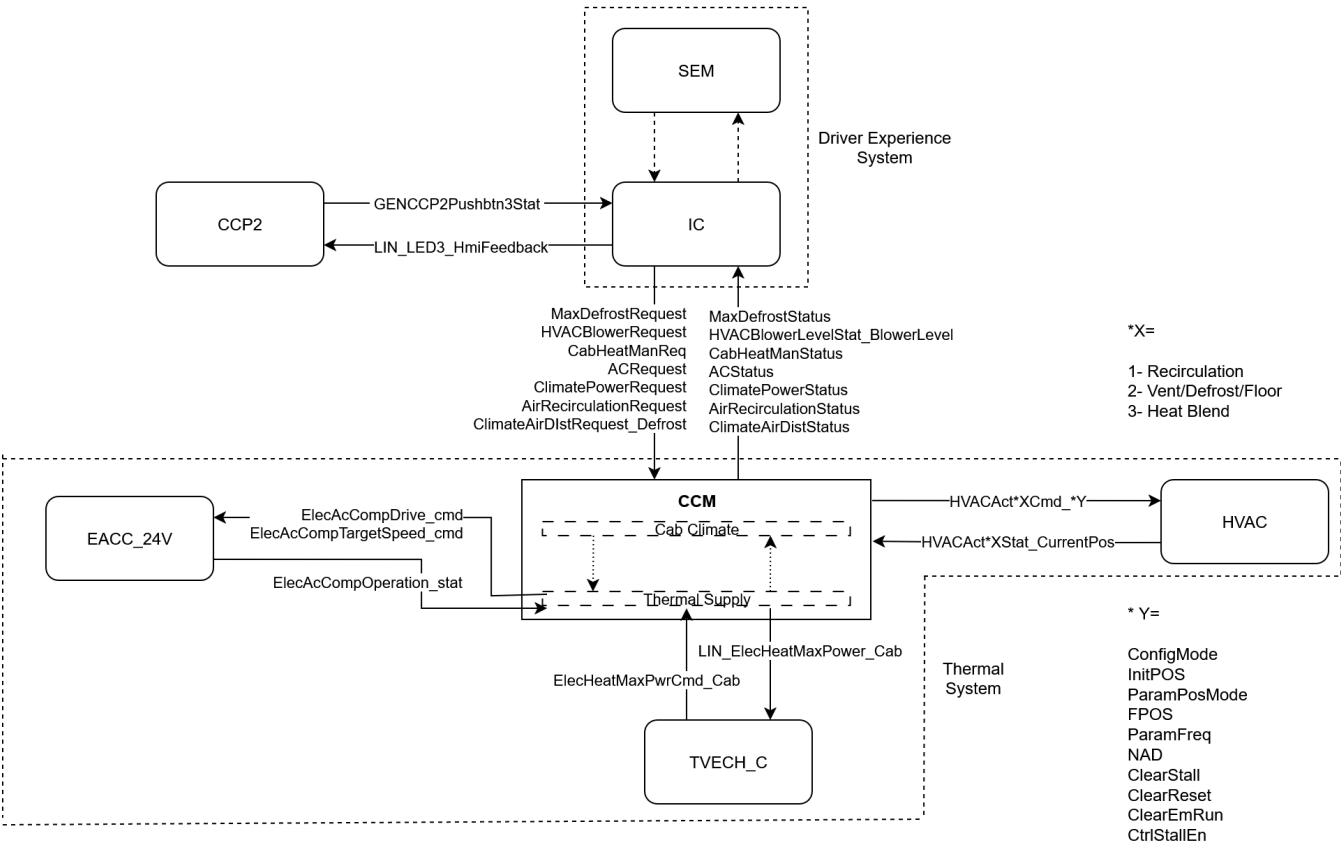 SEM
Driver Experience
System
CCP2
GENCCP2Pushbtn3Stat
IC
LIN_LED3_HmiFeedback
MaxDefrostRequest
HVACBlowerRequest
CabHeatManReq
ACRequest
ClimatePowerRequest
AirRecirculationRequest
ClimateAirDIstRequest_Defrost
MaxDefrostStatus
HVACBlowerLevelStat_BlowerLevel
CabHeatManStatus
ACStatus
ClimatePowerStatus
AirRecirculationStatus
ClimateAirDistStatus
*X=
1- Recirculation
2- Vent/Defrost/Floor
3- Heat Blend
EACC_24V
ElecAcCompDrive_cmd
ElecAcCompTargetSpeed_cmd
ElecAcCompOperation_stat
CCM
Cab Climate
Thermal Supply
HVACAct*XCmd_*Y
HVACAct*XStat_CurrentPos
HVAC
LIN_ElecHeatMaxPower_Cab
ElecHeatMaxPwrCmd_Cab
TVECH_C
Thermal
System
* Y=
ConfigMode
InitPOS
ParamPosMode
FPOS
ParamFreq
NAD
ClearStall
ClearReset
ClearEmRun
CtrlStallEn